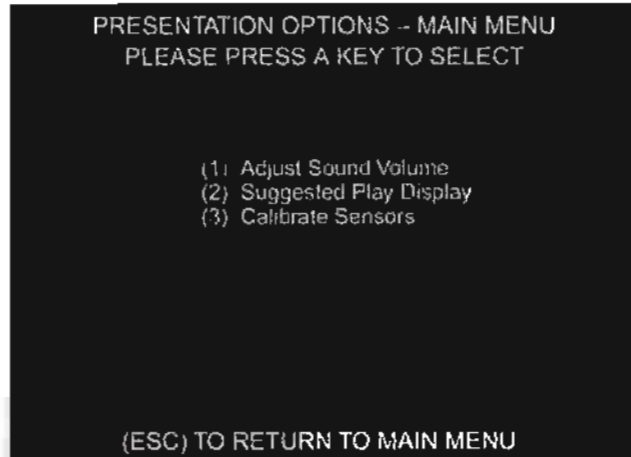 PRESENTATION OPTIONS -- MAIN MENU
PLEASE PRESS A KEY TO SELECT
(1) Adjust Sound Volume
(2) Suggested Play Display
(3) Calibrate Sensors
(ESC) TO RETURN TO MAIN MENU